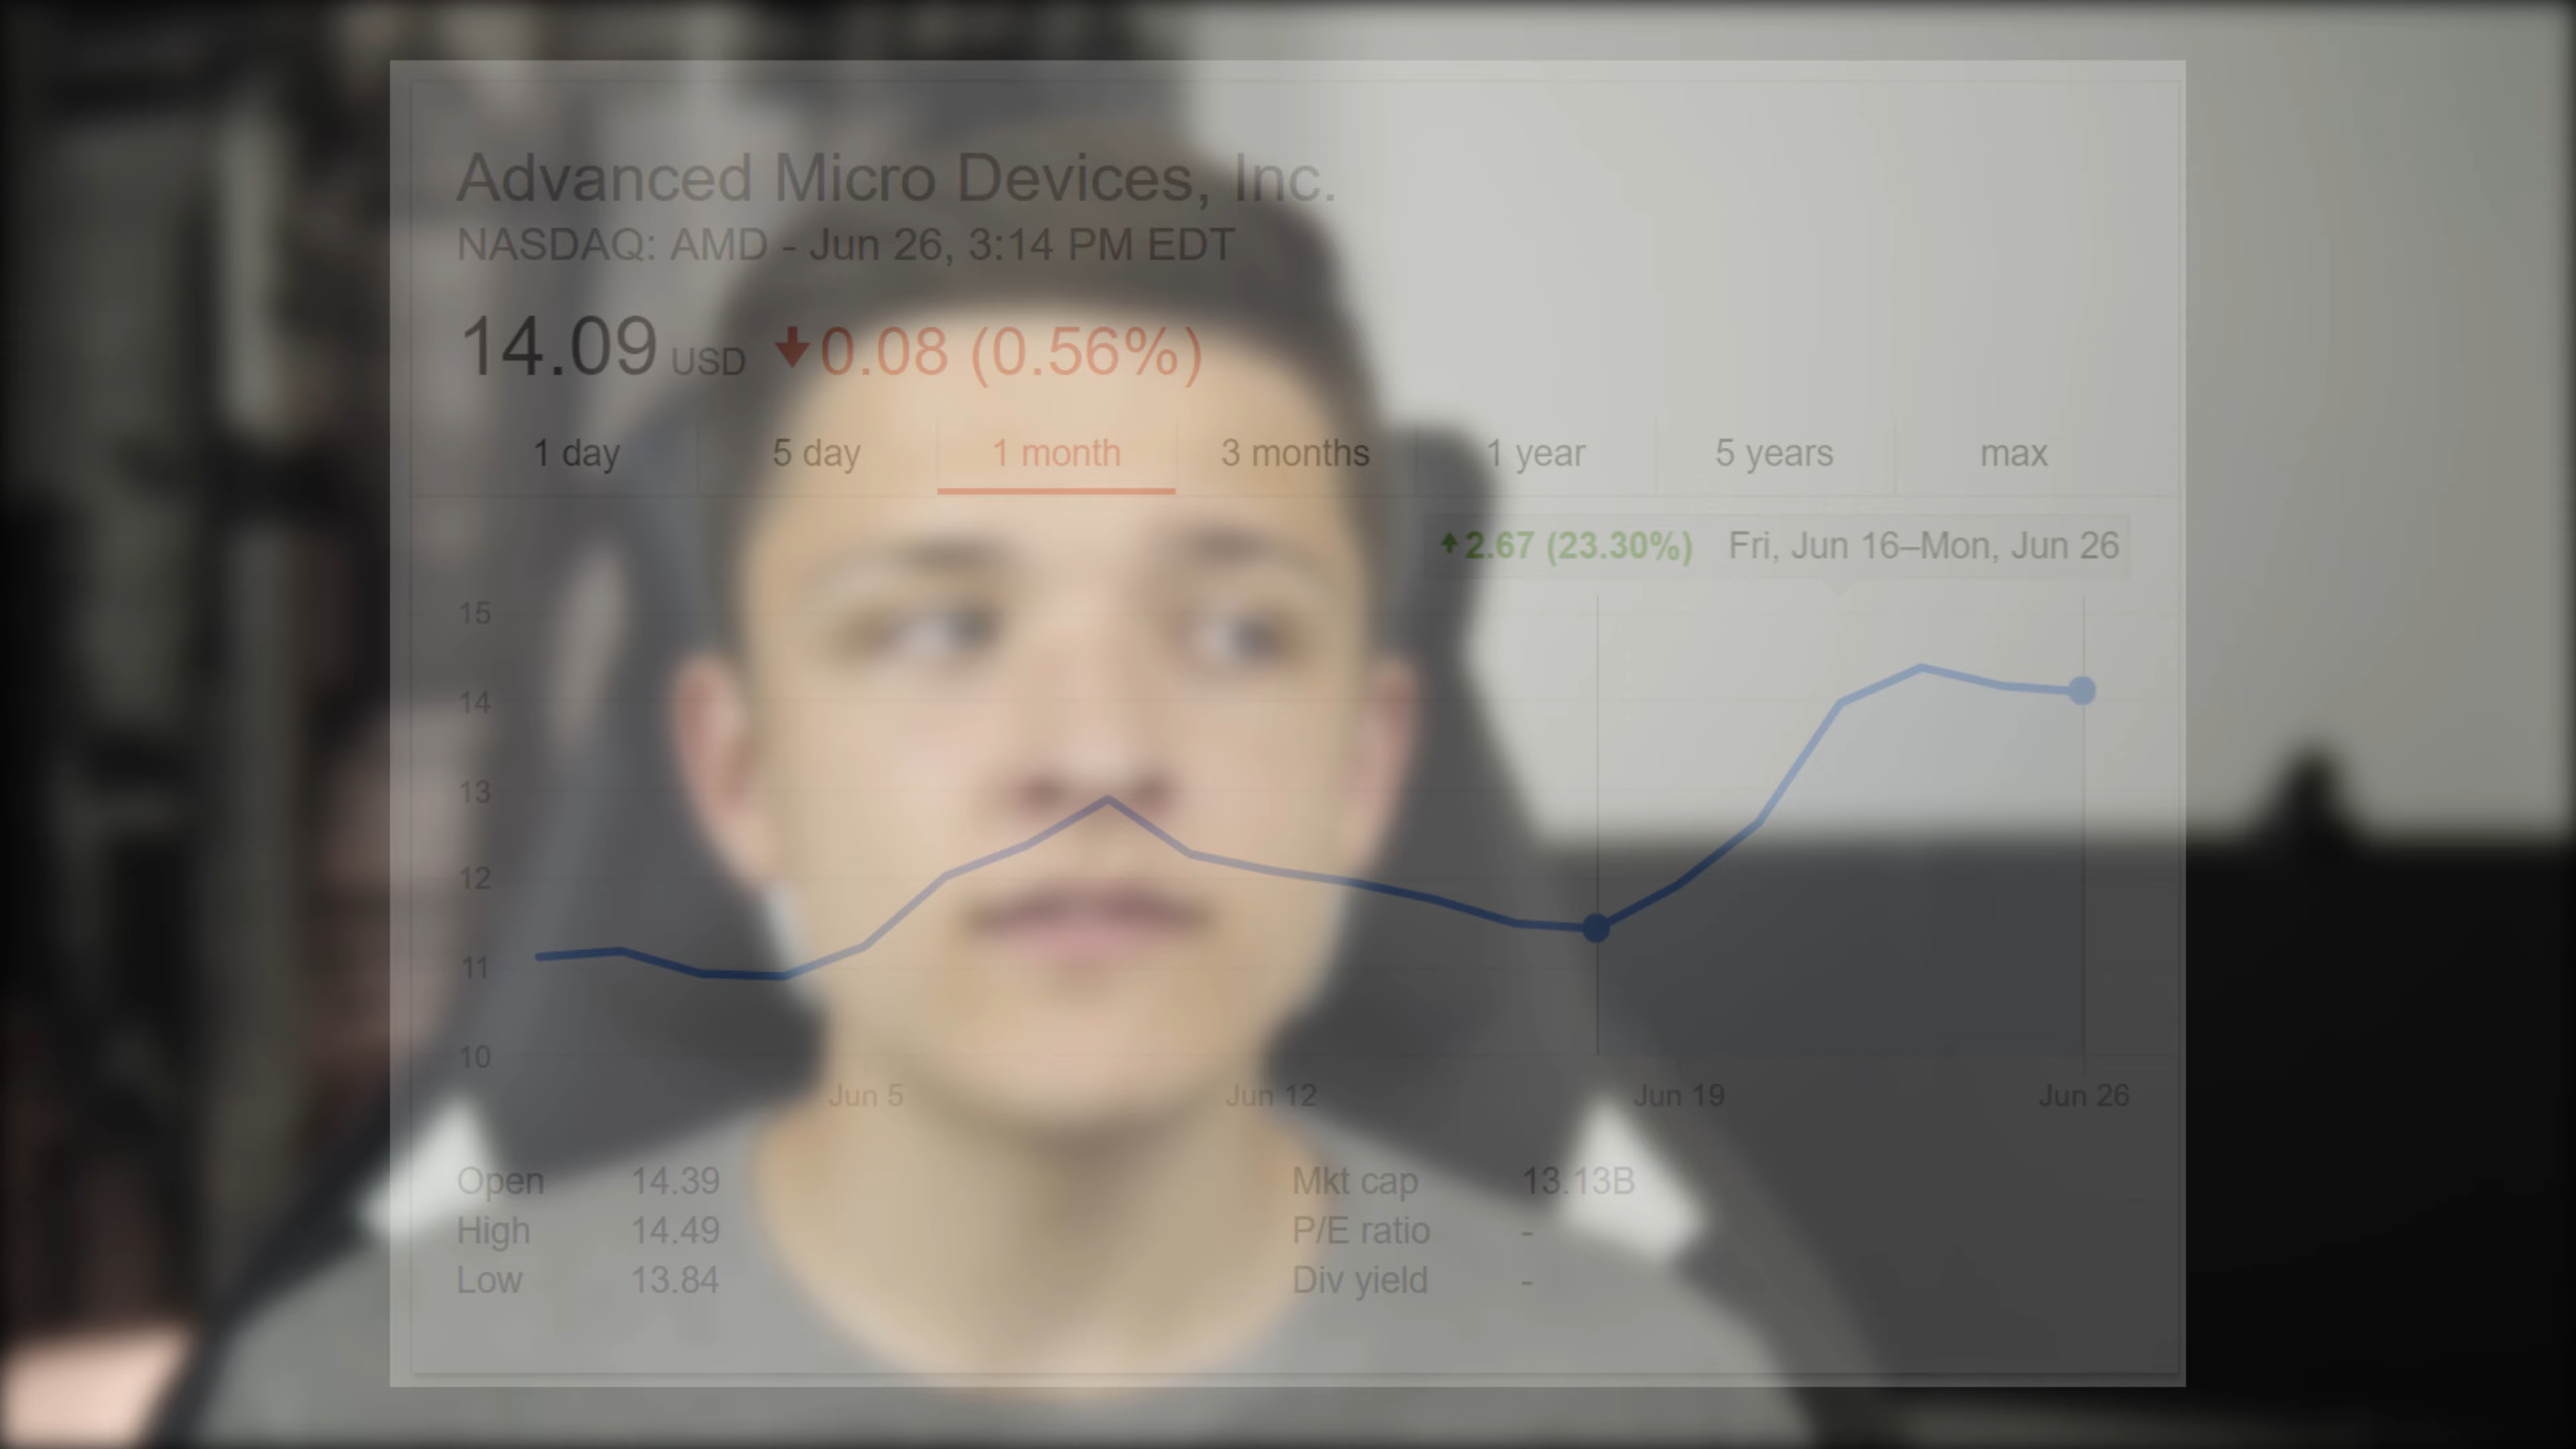 Advanced Micro Devices, Inc.
NASDAQ: AMD - Jun 26, 3:14 PM EDT
14.09 USD 0.08 (0.56%)
1 day 5 day 1 month 3 months 1 year 5 years max
2.67 (23.30%) Fri, Jun 16–Mon, Jun 26
15
14
13
12
11
10
Jun 5 Jun 12 Jun 19 Jun 26
Open 14.39 Mkt cap 13.13B
High 14.49 P/E ratio -
Low 13.84 Div yield -